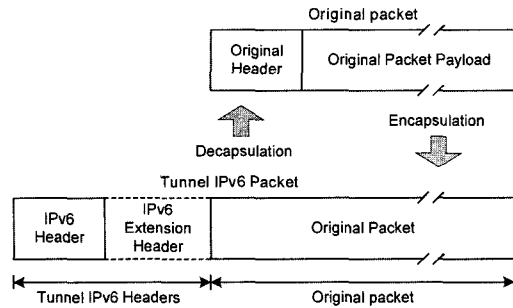 Original packet
Original
Header
Original Packet Payload
Decapsulation
Encapsulation
Tunnel IPv6 Packet
IPv6
Header
IPv6
Extension
Header
Original Packet
Tunnel IPv6 Headers
Original packet